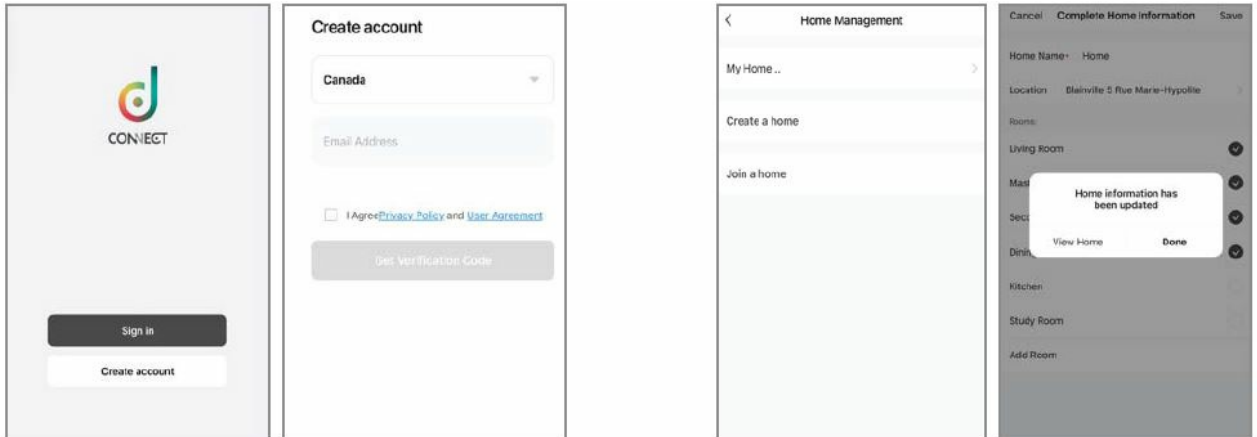 CONNECT
Sign in
Create account
Create account
Canada
Email Address
I Agree Privacy Policy and User Agreement
Get Verification Code
Home Management
My Home ..
Create a home
Join a home
Cancel Complete Home Information Save
Home Name* Home
Location Blainville 5 Rue Marie-Hypolite
Rooms:
Living Room
Mas
Home information has
been updated
Seco
View Home Done
Dinin
Kitchen
Study Room
Add Room